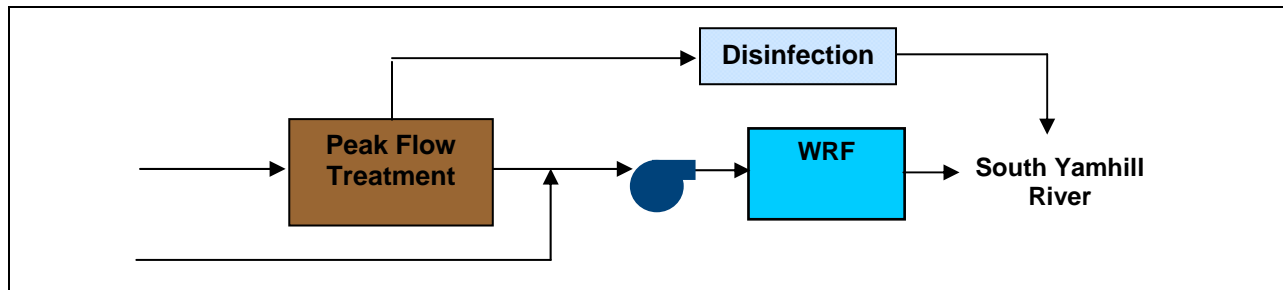 Disinfection
Peak Flow
Treatment
WRF
South Yamhill
River